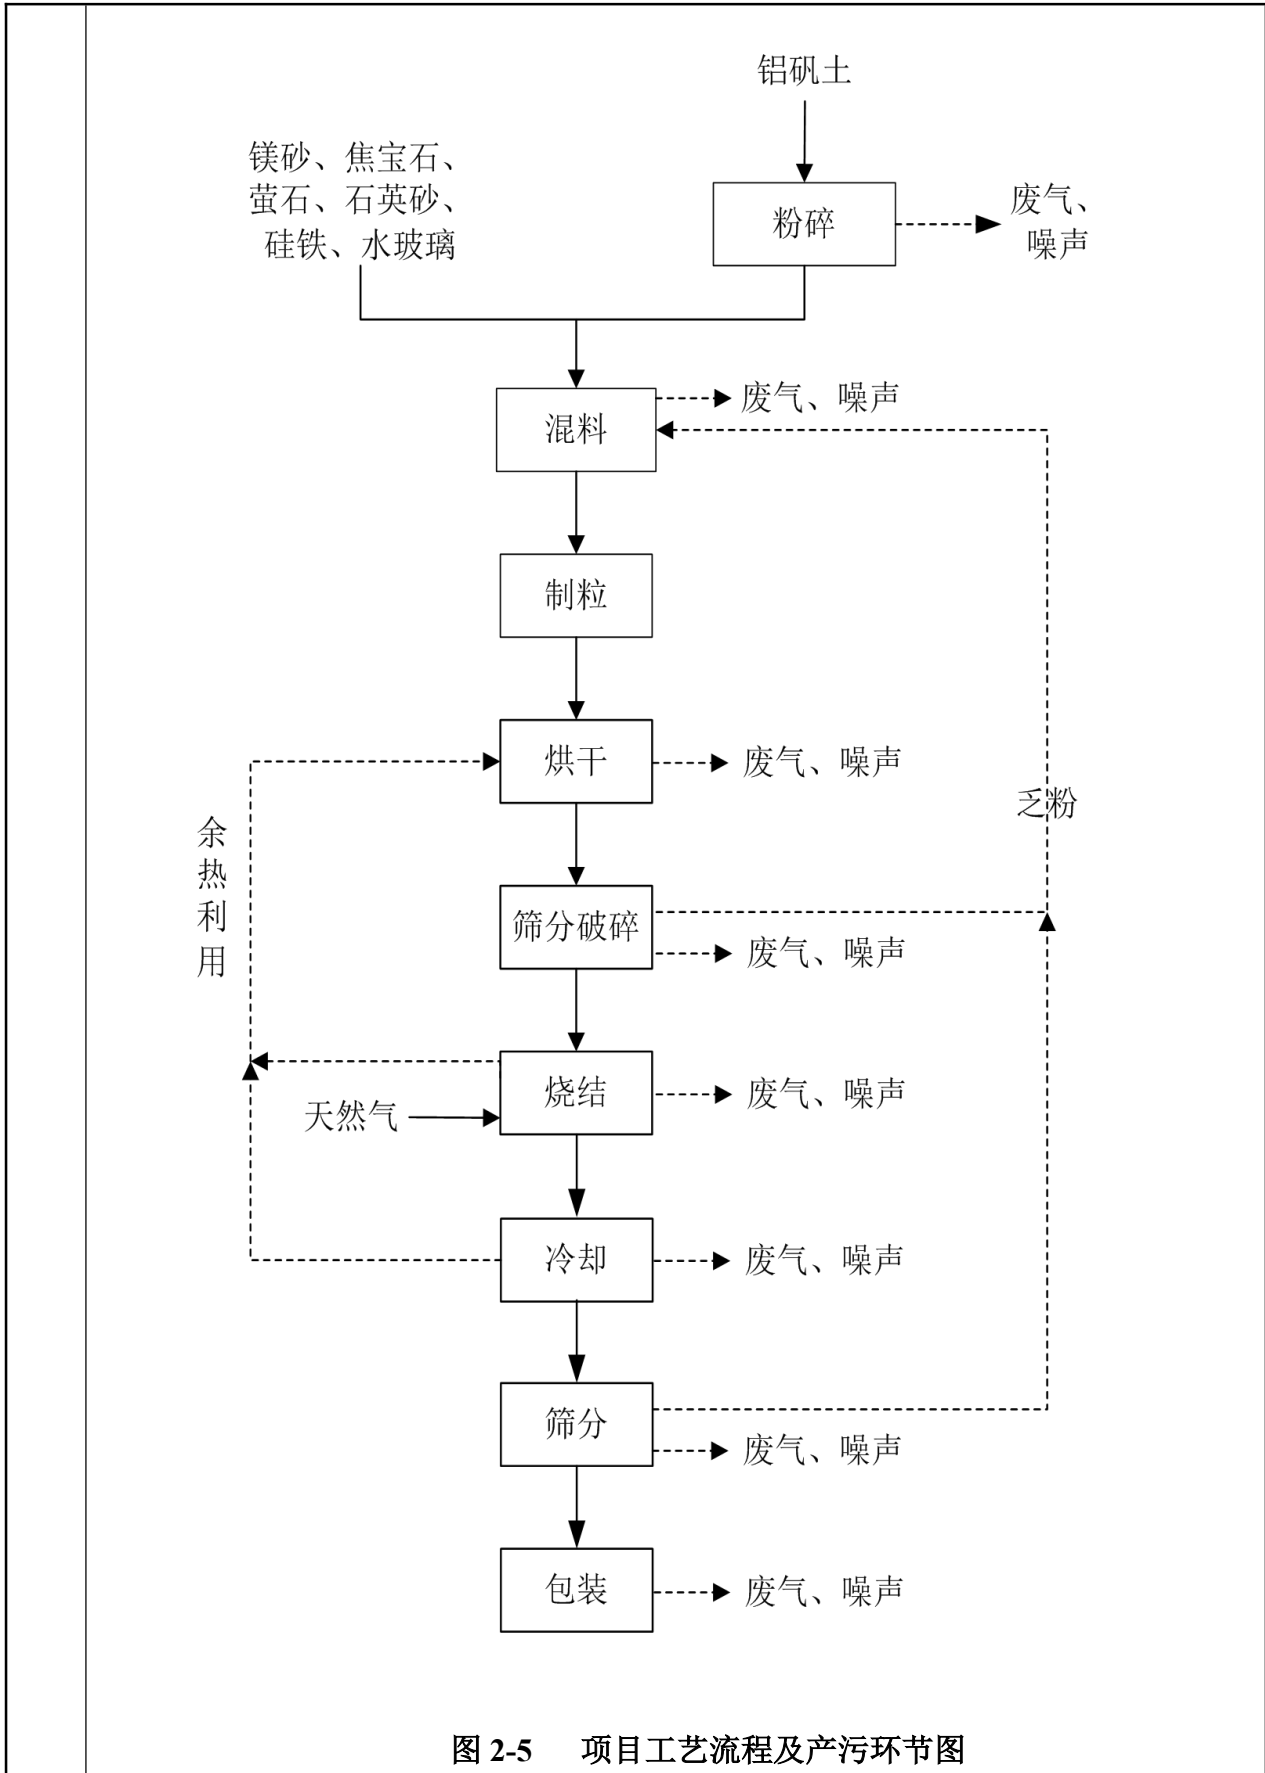 铝矾土
镁砂、焦宝石、
萤石、石英砂、
硅铁、水玻璃
粉碎
废气、
噪声
混料
废气、噪声
制粒
烘干
废气、噪声
乏粉
余
热
利
用
筛分破碎
废气、噪声
烧结
废气、噪声
天然气
冷却
废气、噪声
筛分
废气、噪声
包装
废气、噪声
图 2-5 项目工艺流程及产污环节图